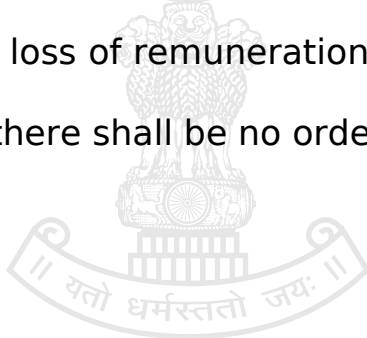 loss of remuneration
there shall be no orde
॥ यतो धर्मस्ततो जयः ॥